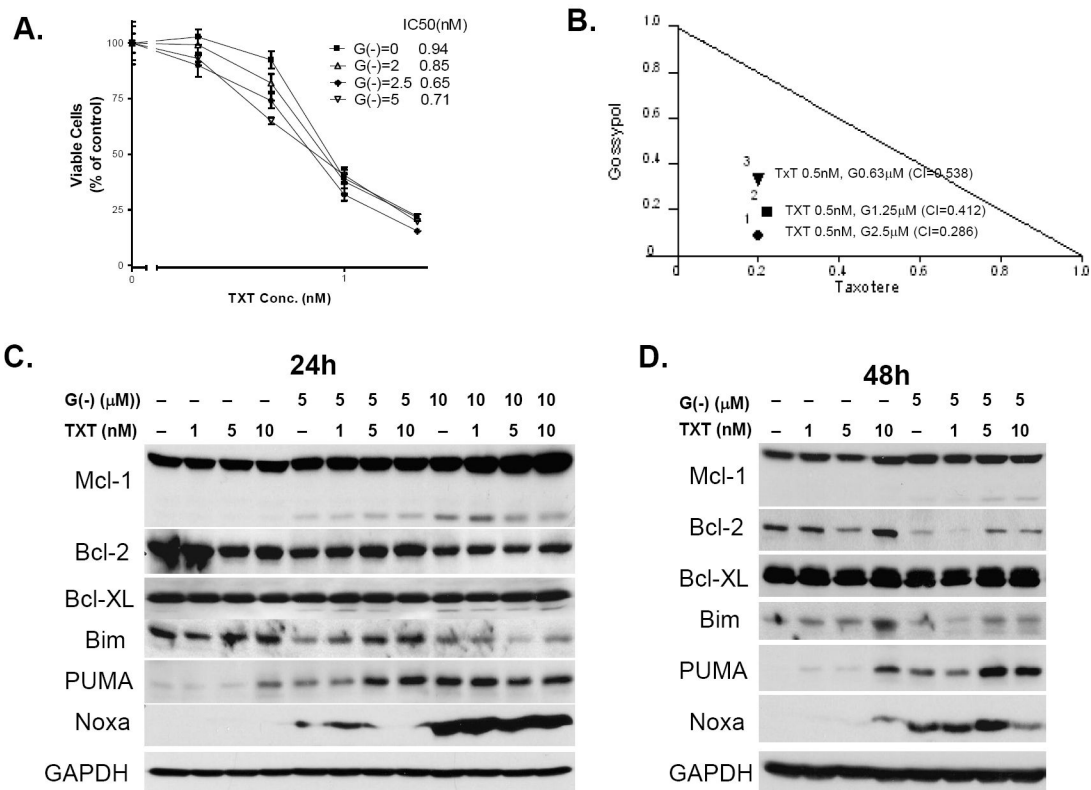 A.
IC50(nM)
G(-)=0 0.94
G(-)=2 0.85
G(-)=2.5 0.65
G(-)=5 0.71
100
75
50
25
0
0 1
Viable Cells
(% of control)
TXT Conc. (nM)
B.
1.0
0.8
0.6
0.4
0.2
0
Gossypol
3
TxT 0.5nM, G0.63μM (CI=0.538)
2
TXT 0.5nM, G1.25μM (CI=0.412)
1
TXT 0.5nM, G2.5μM (CI=0.286)
0 0.2 0.4 0.6 0.8 1.0
Taxotere
C.
24h
G(-) (μM)) – – – – 5 5 5 5 10 10 10 10
TXT (nM) – 1 5 10 – 1 5 10 – 1 5 10
Mcl-1
Bcl-2
Bcl-XL
Bim
PUMA
Noxa
GAPDH
D.
48h
G(-) (μM) – – – – 5 5 5 5
TXT (nM) – 1 5 10 – 1 5 10
Mcl-1
Bcl-2
Bcl-XL
Bim
PUMA
Noxa
GAPDH